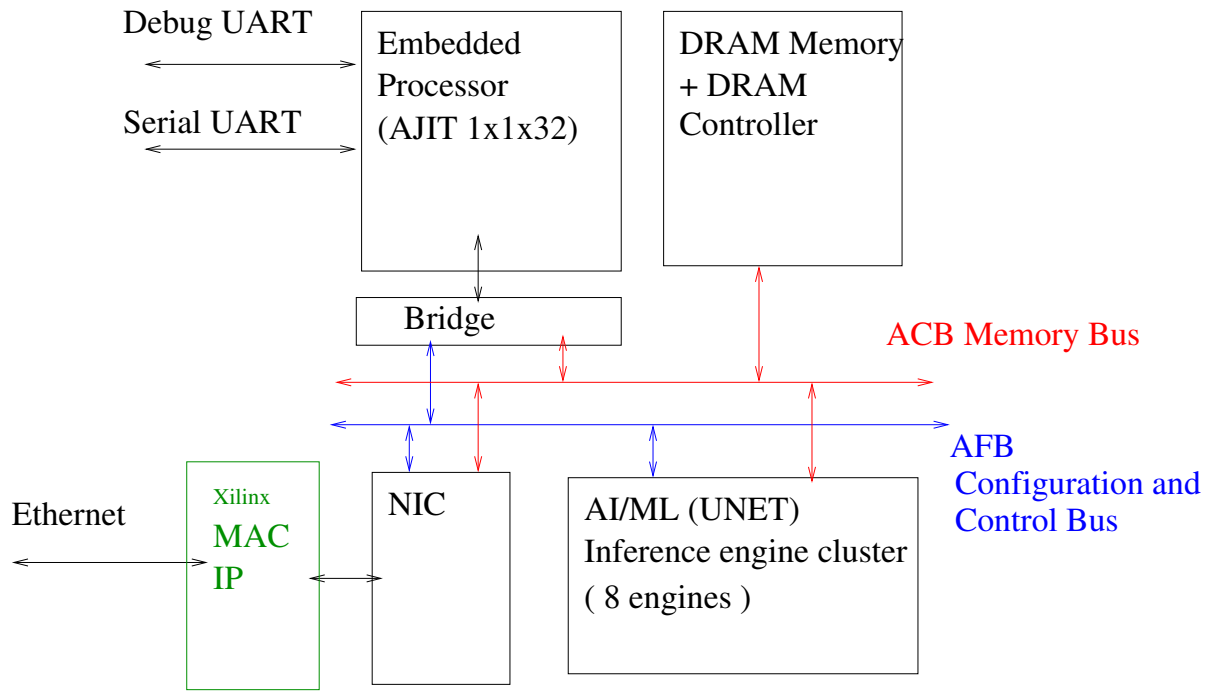 Debug UART
Serial UART
Embedded
Processor
(AJIT 1x1x32)
DRAM Memory
+ DRAM
Controller
Bridge
ACB Memory Bus
AFB
Configuration and
Control Bus
Ethernet
Xilinx
MAC
IP
NIC
AI/ML (UNET)
Inference engine cluster
( 8 engines )